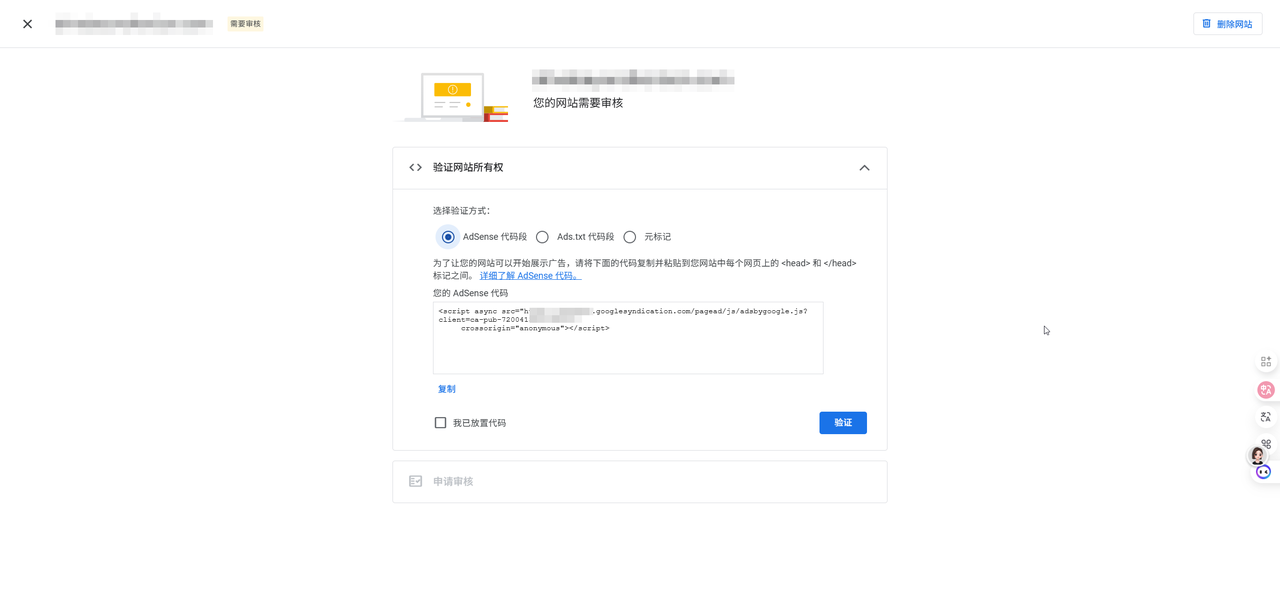 需要审核
删除网站
您的网站需要审核
验证网站所有权
选择验证方式：
AdSense 代码段
Ads.txt 代码段
元标记
为了让您的网站可以开始展示广告，请将下面的代码复制并粘贴到您网站中每个网页上的 <head> 和 </head>
标记之间。 详细了解 AdSense 代码。
您的 AdSense 代码
<script async src="h .googlesyndication.com/pagead/js/adsbygoogle.js?
client=ca-pub-720041
crossorigin="anonymous"></script>
复制
我已放置代码
验证
申请审核